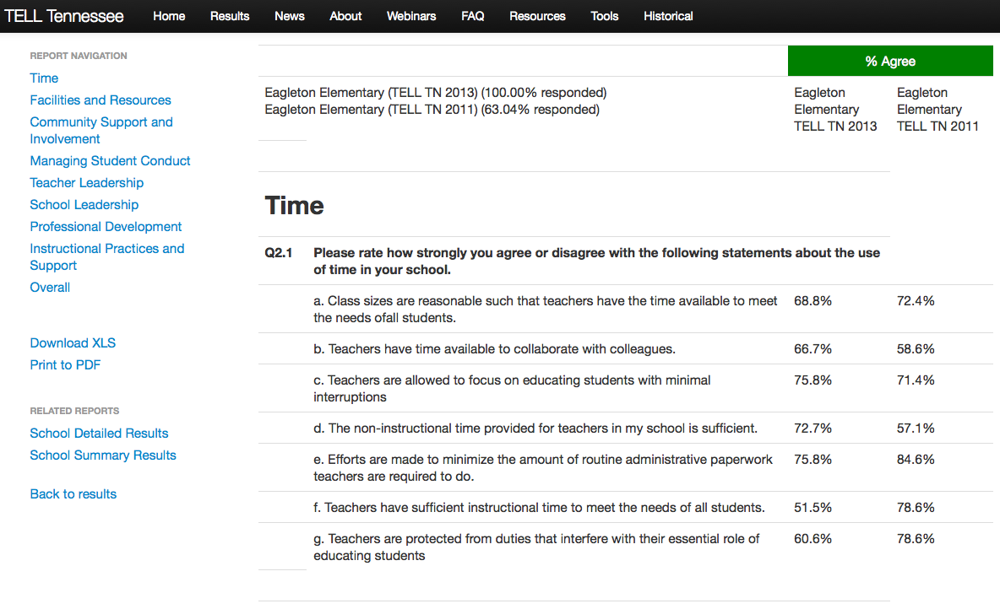 TELL Tennessee Home Results News About Webinars FAQ Resources Tools Historical
REPORT NAVIGATION
Time
Facilities and Resources
Community Support and
Involvement
Managing Student Conduct
Teacher Leadership
School Leadership
Professional Development
Instructional Practices and
Support
Overall
Download XLS
Print to PDF
RELATED REPORTS
School Detailed Results
School Summary Results
Back to results
% Agree
Eagleton Elementary (TELL TN 2013) (100.00% responded)
Eagleton Elementary (TELL TN 2011) (63.04% responded)
Eagleton
Elementary
TELL TN 2013
Eagleton
Elementary
TELL TN 2011
Time
Q2.1 Please rate how strongly you agree or disagree with the following statements about the use
of time in your school.
a. Class sizes are reasonable such that teachers have the time available to meet 68.8% 72.4%
the needs ofall students.
b. Teachers have time available to collaborate with colleagues. 66.7% 58.6%
c. Teachers are allowed to focus on educating students with minimal 75.8% 71.4%
interruptions
d. The non-instructional time provided for teachers in my school is sufficient. 72.7% 57.1%
e. Efforts are made to minimize the amount of routine administrative paperwork 75.8% 84.6%
teachers are required to do.
f. Teachers have sufficient instructional time to meet the needs of all students. 51.5% 78.6%
g. Teachers are protected from duties that interfere with their essential role of 60.6% 78.6%
educating students